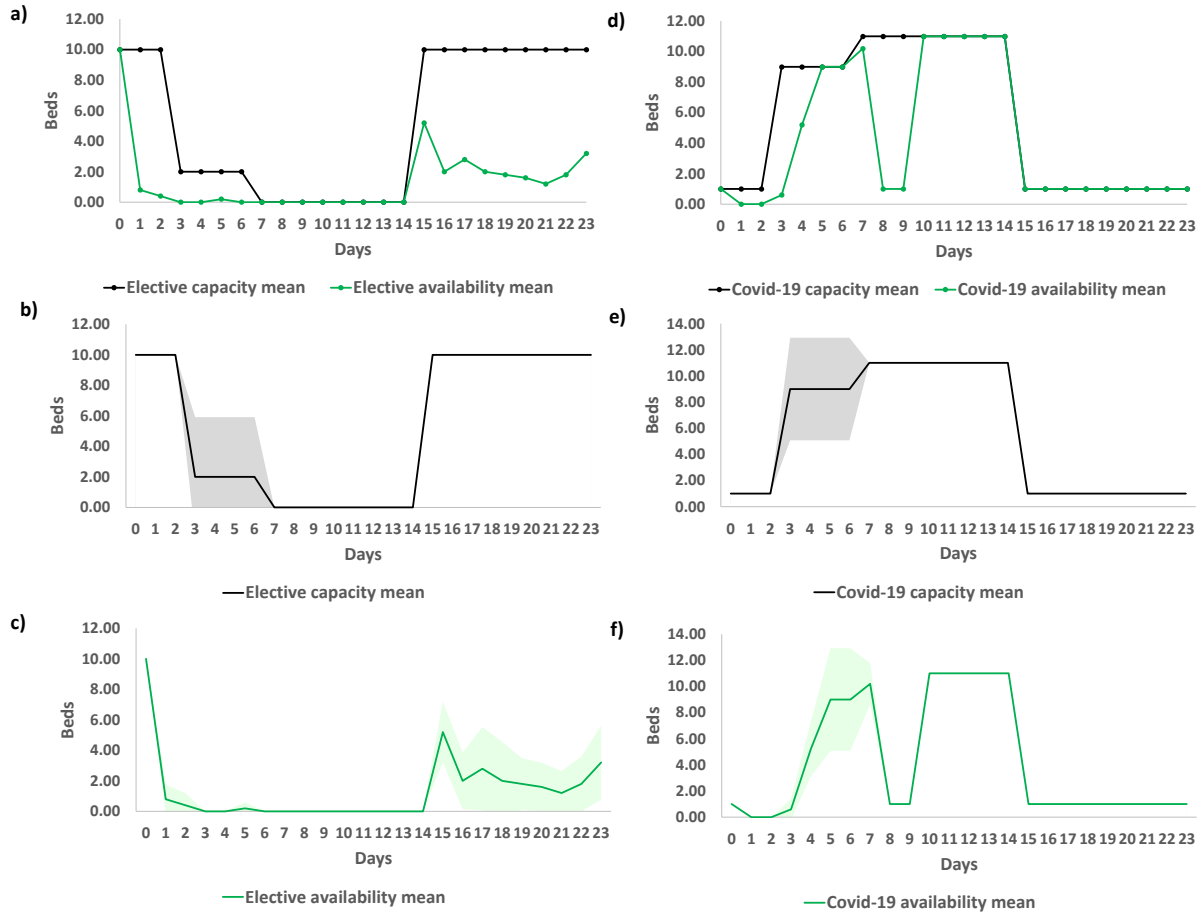 a)
12.00
10.00
8.00
6.00
4.00
2.00
0.00
Beds
0 1 2 3 4 5 6 7 8 9 10 11 12 13 14 15 16 17 18 19 20 21 22 23
Days
Elective capacity mean Elective availability mean
b)
12.00
10.00
8.00
6.00
4.00
2.00
0.00
Beds
0 1 2 3 4 5 6 7 8 9 10 11 12 13 14 15 16 17 18 19 20 21 22 23
Days
Elective capacity mean
c)
12.00
10.00
8.00
6.00
4.00
2.00
0.00
Beds
0 1 2 3 4 5 6 7 8 9 10 11 12 13 14 15 16 17 18 19 20 21 22 23
Days
Elective availability mean
d)
12.00
10.00
8.00
6.00
4.00
2.00
0.00
Beds
0 1 2 3 4 5 6 7 8 9 10 11 12 13 14 15 16 17 18 19 20 21 22 23
Days
Covid-19 capacity mean Covid-19 availability mean
e)
14.00
12.00
10.00
8.00
6.00
4.00
2.00
0.00
Beds
0 1 2 3 4 5 6 7 8 9 10 11 12 13 14 15 16 17 18 19 20 21 22 23
Days
Covid-19 capacity mean
f)
14.00
12.00
10.00
8.00
6.00
4.00
2.00
0.00
Beds
0 1 2 3 4 5 6 7 8 9 10 11 12 13 14 15 16 17 18 19 20 21 22 23
Days
Covid-19 availability mean